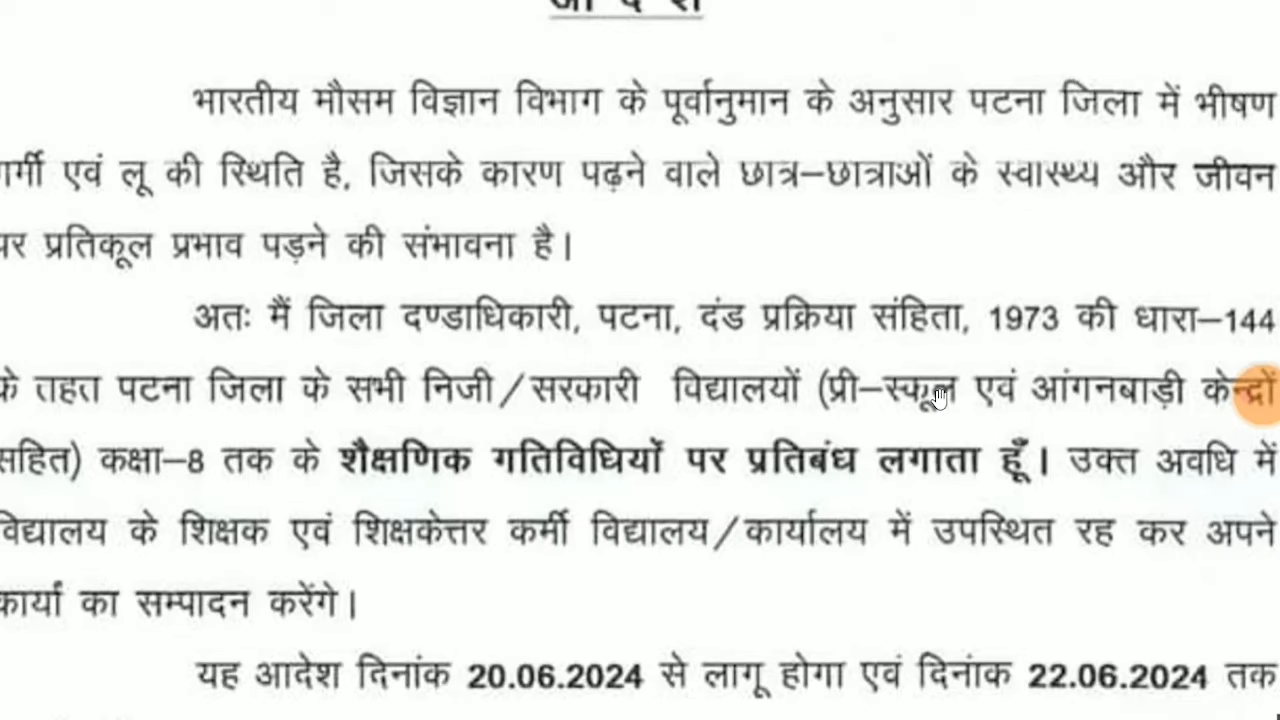 आ दे श
भारतीय मौसम विज्ञान विभाग के पूर्वानुमान के अनुसार पटना जिला में भीषण
गर्मी एवं लू की स्थिति है, जिसके कारण पढ़ने वाले छात्र–छात्राओं के स्वास्थ्य और जीवन
पर प्रतिकूल प्रभाव पड़ने की संभावना है।
अतः मैं जिला दण्डाधिकारी, पटना, दंड प्रक्रिया संहिता, 1973 की धारा–144
के तहत पटना जिला के सभी निजी/सरकारी विद्यालयों (प्री–स्कूल एवं आंगनबाड़ी केन्द्रों
सहित) कक्षा–8 तक के शैक्षणिक गतिविधियों पर प्रतिबंध लगाता हूँ। उक्त अवधि में
विद्यालय के शिक्षक एवं शिक्षकेत्तर कर्मी विद्यालय/कार्यालय में उपस्थित रह कर अपने
कार्यां का सम्पादन करेंगे।
यह आदेश दिनांक 20.06.2024 से लागू होगा एवं दिनांक 22.06.2024 तक